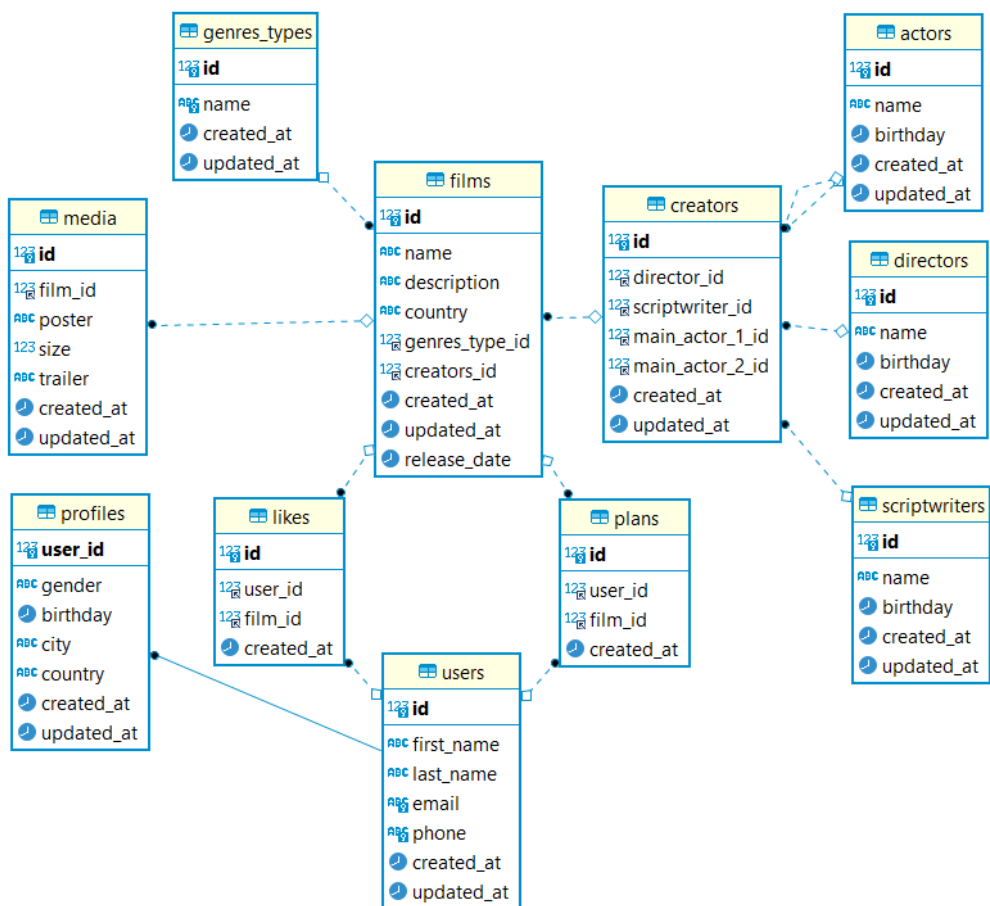 genres_types
id
name
created_at
updated_at
actors
id
name
birthday
created_at
updated_at
films
id
name
description
country
genres_type_id
creators_id
created_at
updated_at
release_date
creators
id
director_id
scriptwriter_id
main_actor_1_id
main_actor_2_id
created_at
updated_at
media
id
film_id
poster
size
trailer
created_at
updated_at
directors
id
name
birthday
created_at
updated_at
profiles
user_id
gender
birthday
city
country
created_at
updated_at
likes
id
user_id
film_id
created_at
plans
id
user_id
film_id
created_at
scriptwriters
id
name
birthday
created_at
updated_at
users
id
first_name
last_name
email
phone
created_at
updated_at